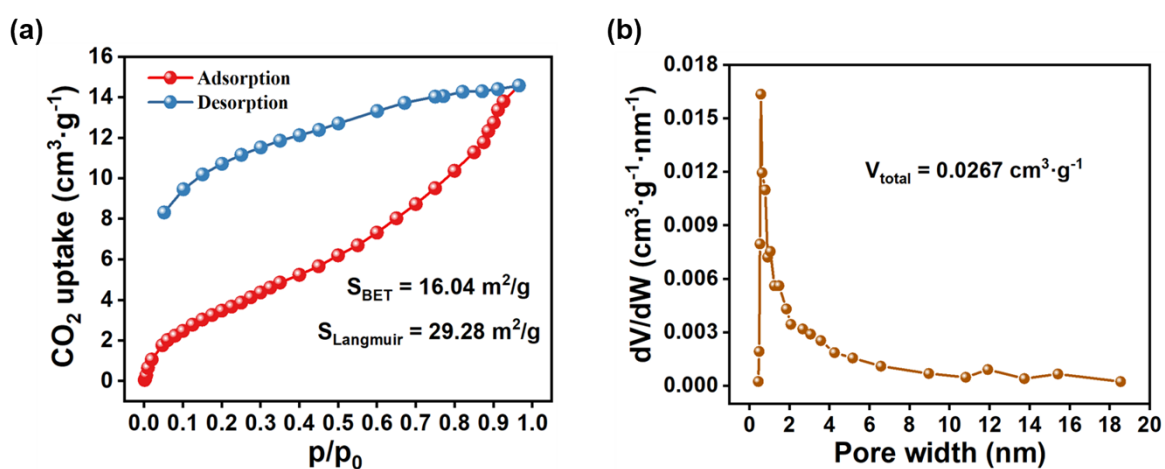 (a)
16
14
12
10
8
6
4
2
0
CO₂ uptake (cm³·g⁻¹)
Adsorption
Desorption
S_BET = 16.04 m²/g
S_Langmuir = 29.28 m²/g
0.0 0.1 0.2 0.3 0.4 0.5 0.6 0.7 0.8 0.9 1.0
p/p₀
(b)
0.018
0.015
0.012
0.009
0.006
0.003
0.000
dV/dW (cm³·g⁻¹·nm⁻¹)
V_total = 0.0267 cm³·g⁻¹
0 2 4 6 8 10 12 14 16 18 20
Pore width (nm)